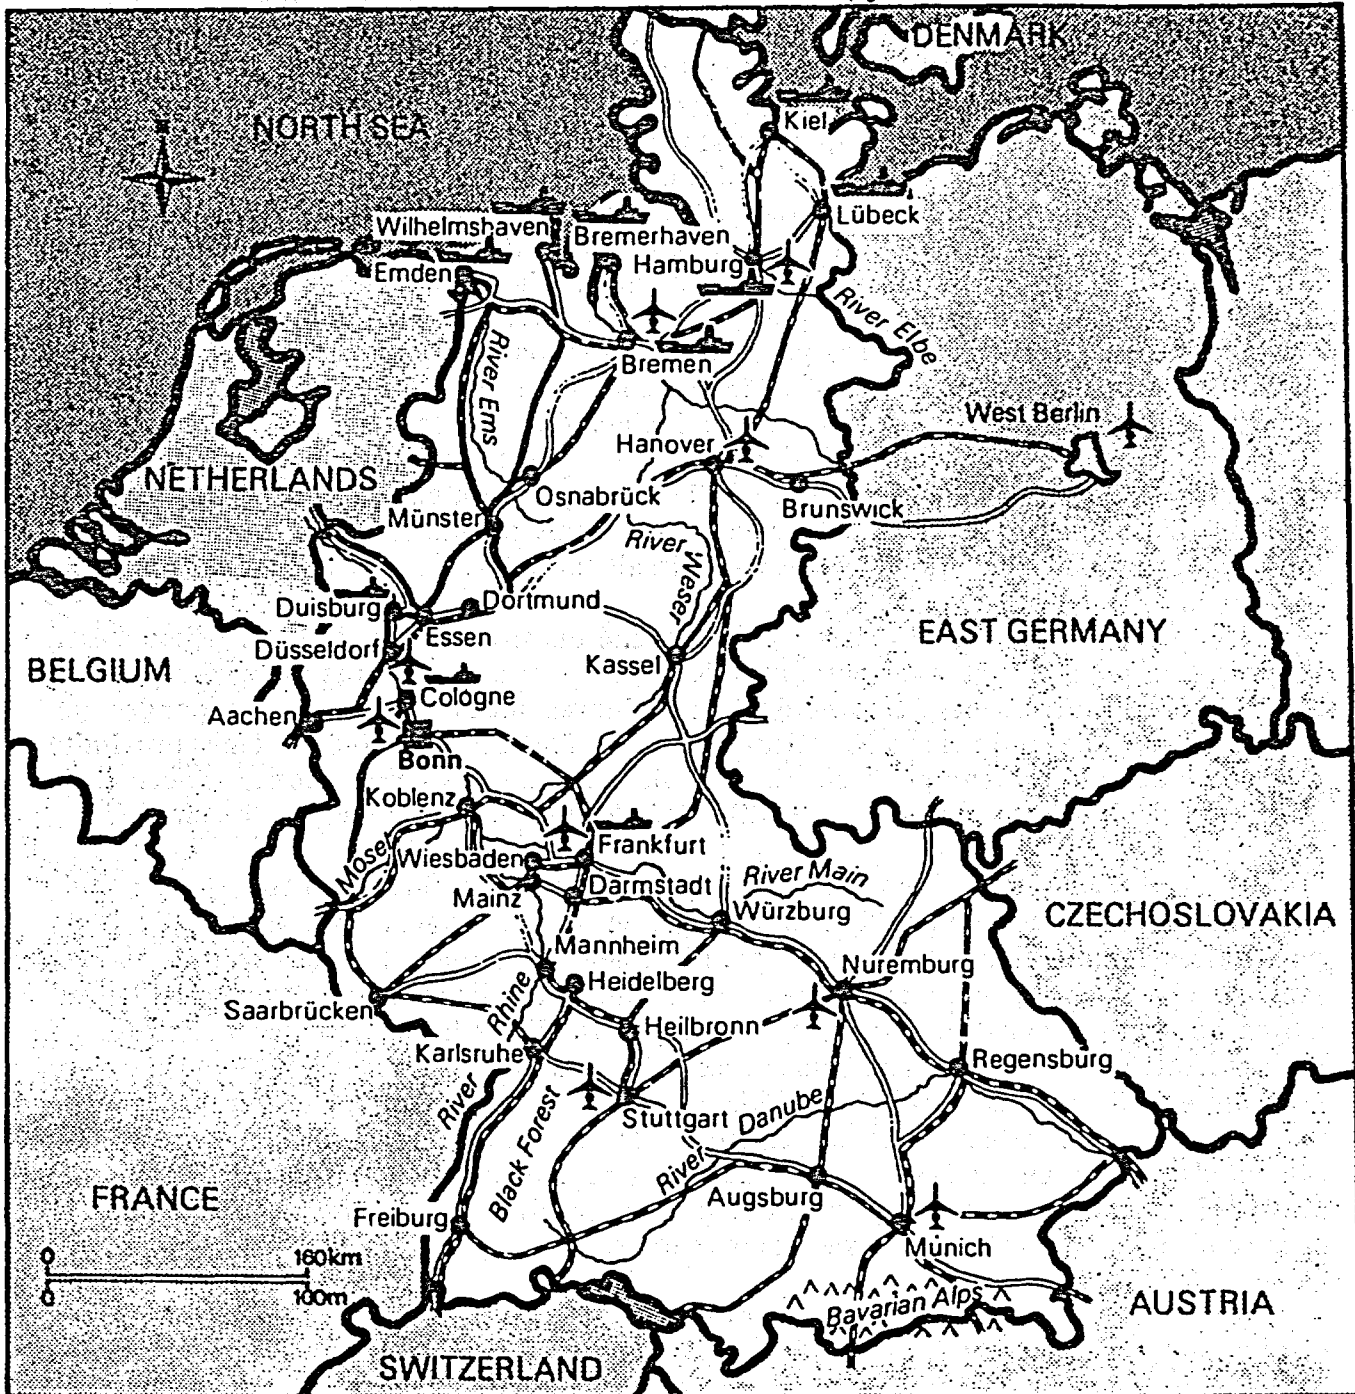 DENMARK
NORTH SEA
N
Kiel
Lübeck
Wilhelmshaven
Bremerhaven
Emden
Hamburg
River Elbe
River Ems
Bremen
West Berlin
Hanover
NETHERLANDS
Osnabrück
Brunswick
Münster
River Weser
Duisburg
Dortmund
Essen
EAST GERMANY
Düsseldorf
BELGIUM
Kassel
Cologne
Aachen
Bonn
Koblenz
Frankfurt
Mosel
Wiesbaden
River Main
Mainz
Darmstadt
Würzburg
CZECHOSLOVAKIA
Mannheim
Nuremburg
Heidelberg
Saarbrücken
River Rhine
Heilbronn
Karlsruhe
Regensburg
Black Forest
Stuttgart
River Danube
FRANCE
Augsburg
Freiburg
Munich
0 160km
0 100m
Bavarian Alps
AUSTRIA
SWITZERLAND